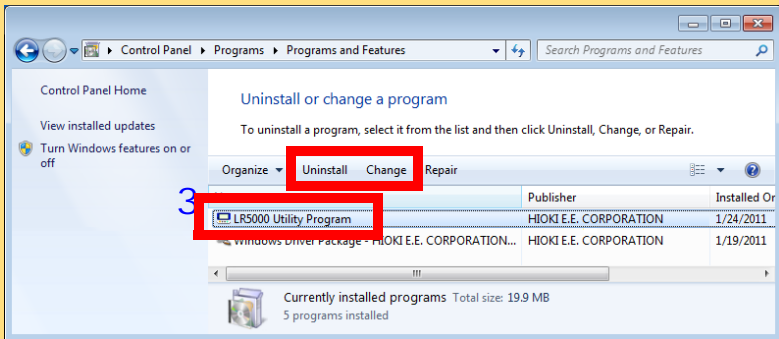 Control Panel ▸ Programs ▸ Programs and Features
Search Programs and Features
Control Panel Home
View installed updates
Turn Windows features on or
off
Uninstall or change a program
To uninstall a program, select it from the list and then click Uninstall, Change, or Repair.
Organize Uninstall Change Repair
3
Publisher Installed Or
LR5000 Utility Program HIOKI E.E. CORPORATION 1/24/2011
Windows Driver Package - HIOKI E.E. CORPORATION... HIOKI E.E. CORPORATION 1/19/2011
Currently installed programs Total size: 19.9 MB
5 programs installed